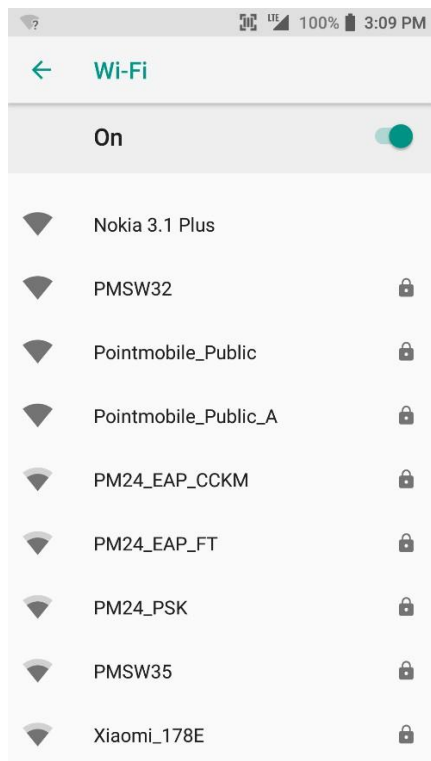 LTE 100% 3:09 PM
Wi-Fi
On
Nokia 3.1 Plus
PMSW32
Pointmobile_Public
Pointmobile_Public_A
PM24_EAP_CCKM
PM24_EAP_FT
PM24_PSK
PMSW35
Xiaomi_178E